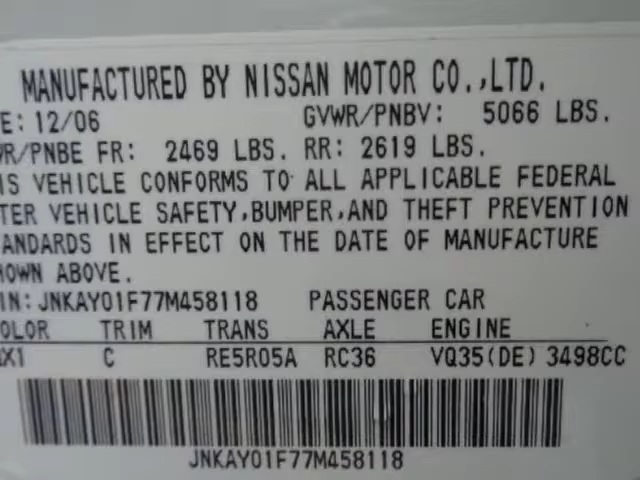 MANUFACTURED BY NISSAN MOTOR CO.,LTD.
E: 12/06 GVWR/PNBV: 5066 LBS.
R/PNBE FR: 2469 LBS. RR: 2619 LBS.
IS VEHICLE CONFORMS TO ALL APPLICABLE FEDERAL
TER VEHICLE SAFETY,BUMPER,AND THEFT PREVENTION
ANDARDS IN EFFECT ON THE DATE OF MANUFACTURE
HOWN ABOVE.
IN: JNKAY01F77M458118 PASSENGER CAR
OLOR TRIM TRANS AXLE ENGINE
X1 C RE5R05A RC36 VQ35(DE) 3498CC
JNKAY01F77M458118